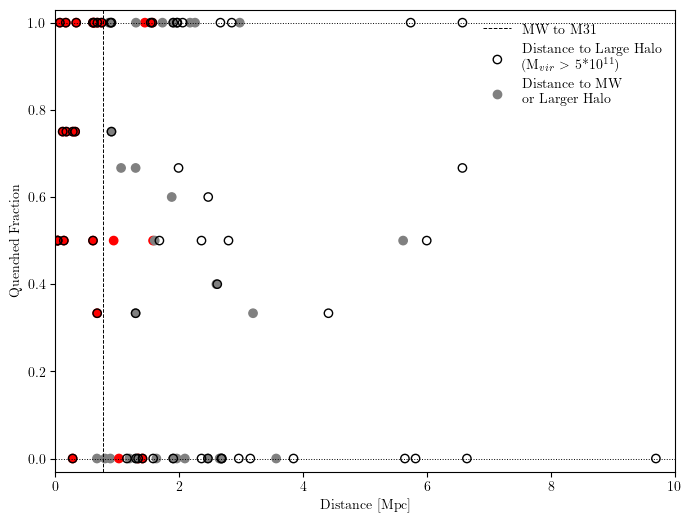 MW to M31
Distance to Large Halo
(M_vir > 5*10^11)
Distance to MW
or Larger Halo
Quenched Fraction
1.0
0.8
0.6
0.4
0.2
0.0
0 2 4 6 8 10
Distance [Mpc]